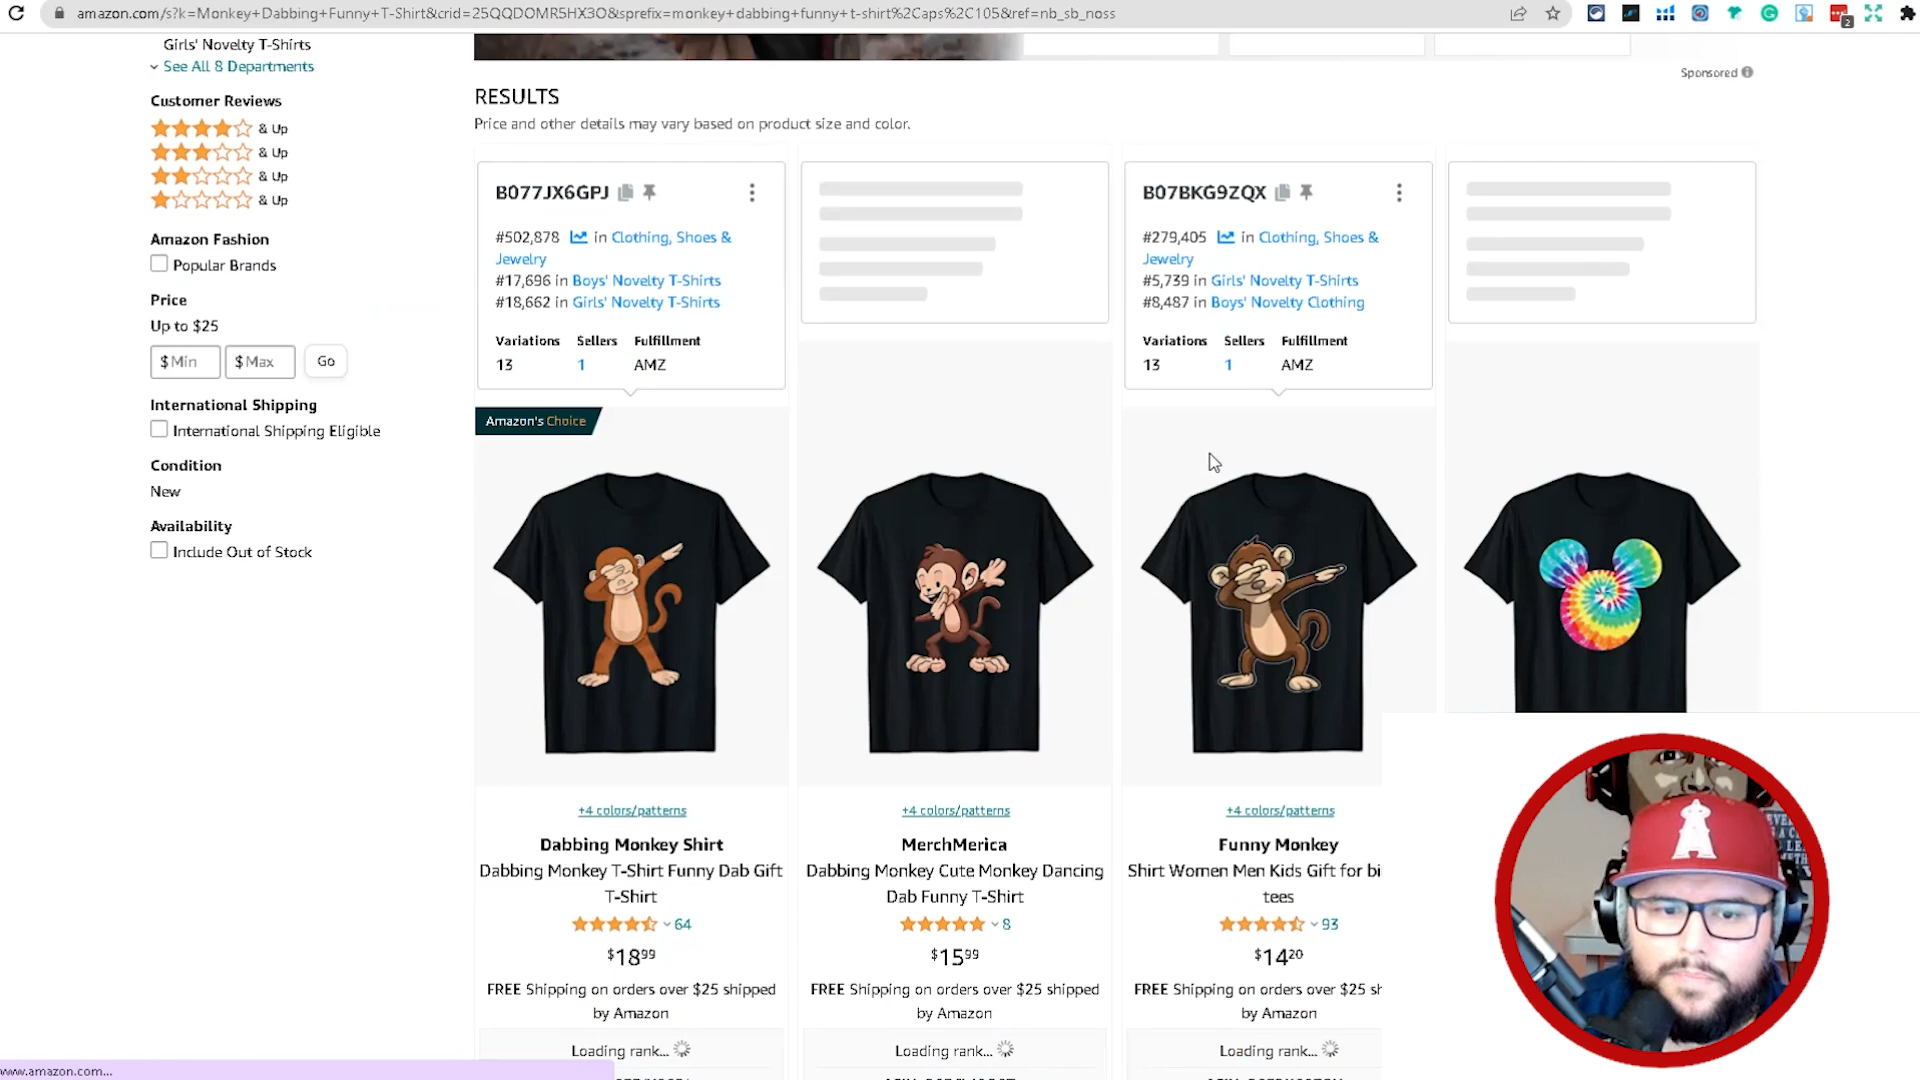 amazon.com/s?k=Monkey+Dabbing+Funny+T-Shirt&crid=25QQDOMR5HX3O&sprefix=monkey+dabbing+funny+t-shirt%2Caps%2C105&ref=nb_sb_noss
2
Girls' Novelty T-Shirts
See All 8 Departments
Customer Reviews
& Up
& Up
& Up
& Up
Amazon Fashion
Popular Brands
Price
Up to $25
$ Min
$ Max
Go
International Shipping
International Shipping Eligible
Condition
New
Availability
Include Out of Stock
Sponsored
RESULTS
Price and other details may vary based on product size and color.
B077JX6GPJ
#502,878 in Clothing, Shoes &
Jewelry
#17,696 in Boys' Novelty T-Shirts
#18,662 in Girls' Novelty T-Shirts
Variations Sellers Fulfillment
13 1 AMZ
B07BKG9ZQX
#279,405 in Clothing, Shoes &
Jewelry
#5,739 in Girls' Novelty T-Shirts
#8,487 in Boys' Novelty Clothing
Variations Sellers Fulfillment
13 1 AMZ
Amazon's Choice
+4 colors/patterns
Dabbing Monkey Shirt
Dabbing Monkey T-Shirt Funny Dab Gift
T-Shirt
64
$18.99
FREE Shipping on orders over $25 shipped
by Amazon
Loading rank...
+4 colors/patterns
MerchMerica
Dabbing Monkey Cute Monkey Dancing
Dab Funny T-Shirt
8
$15.99
FREE Shipping on orders over $25 shipped
by Amazon
Loading rank...
+4 colors/patterns
Funny Monkey
Shirt Women Men Kids Gift for bi
tees
93
$14.20
FREE Shipping on orders over $25 sh
by Amazon
Loading rank...
www.amazon.com...
A